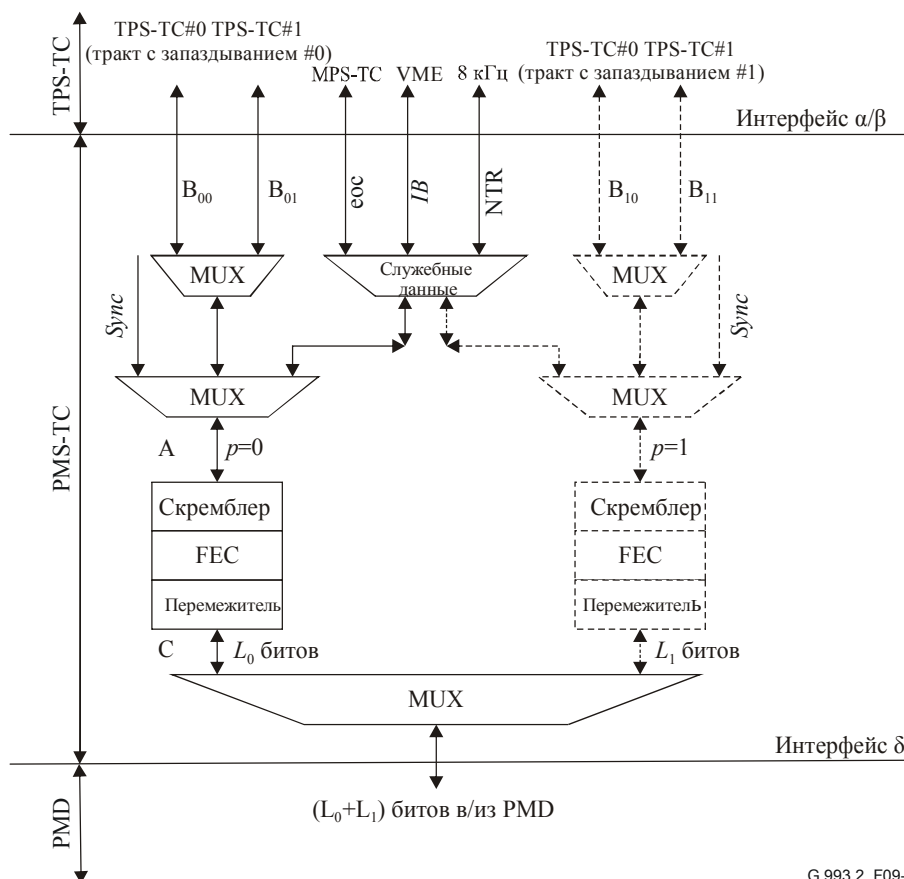 TPS-TC#0 TPS-TC#1
(тракт с запаздыванием #0)
TPS-TC#0 TPS-TC#1
(тракт с запаздыванием #1)
MPS-TC VME 8 кГц
TPS-TC
Интерфейс α/β
B₀₀
B₀₁
eoc
IB
NTR
B₁₀
B₁₁
MUX
Служебные
данные
MUX
Sync
Sync
MUX
MUX
PMS-TC
A
p=0
p=1
Скремблер
FEC
Перемежитель
Скремблер
FEC
Перемежитель
C
L₀ битов
L₁ битов
MUX
Интерфейс δ
(L₀+L₁) битов в/из PMD
PMD
G.993.2_F09-